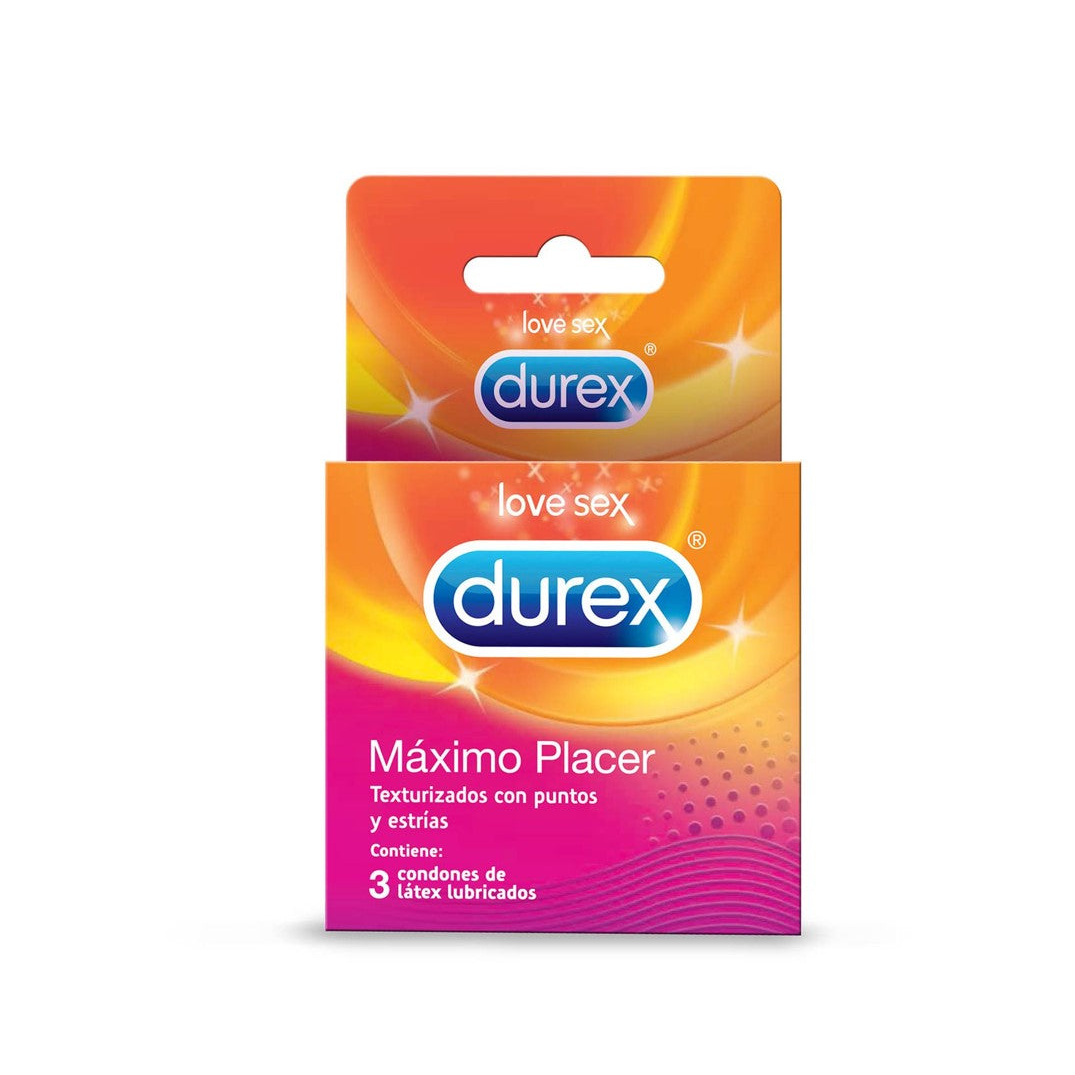 love sex
durex®
love sex
durex®
Máximo Placer
Texturizados con puntos
y estrías
Contiene:
3 condones de
látex lubricados